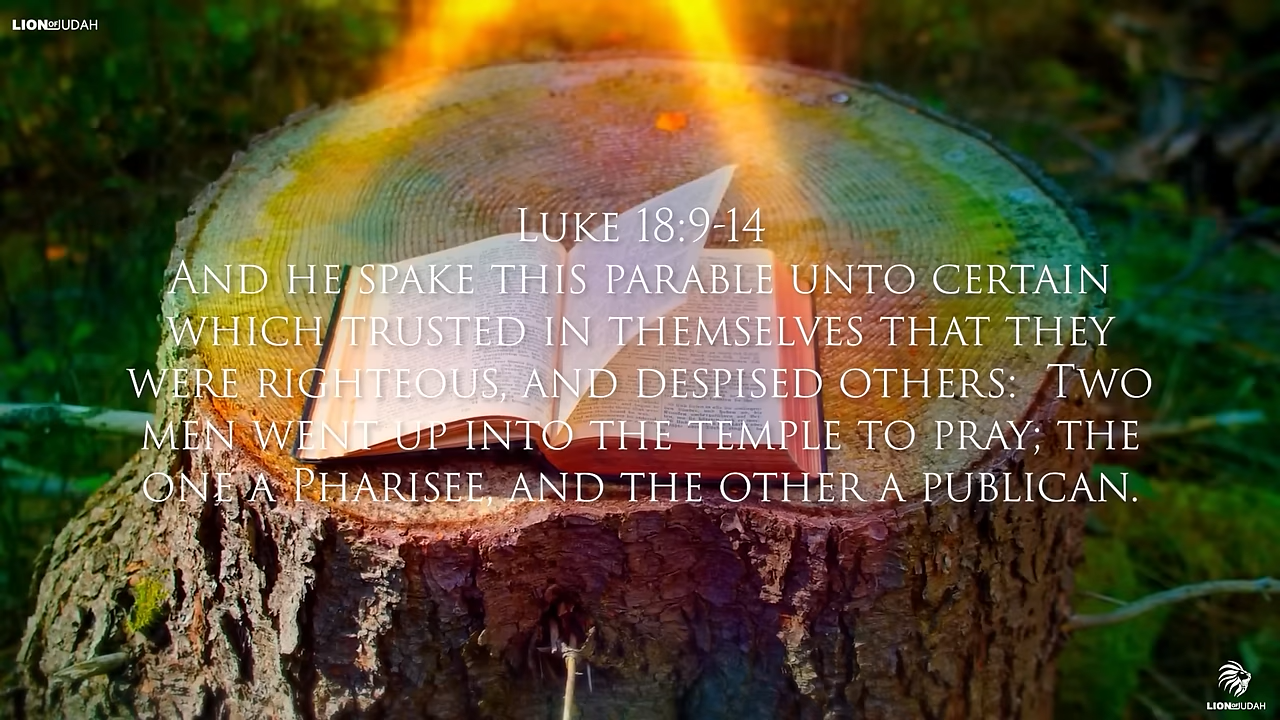 LION OF JUDAH
Luke 18:9-14
And he spake this parable unto certain
which trusted in themselves that they
were righteous, and despised others: Two
men went up into the temple to pray; the
one a Pharisee, and the other a publican.
LION OF JUDAH